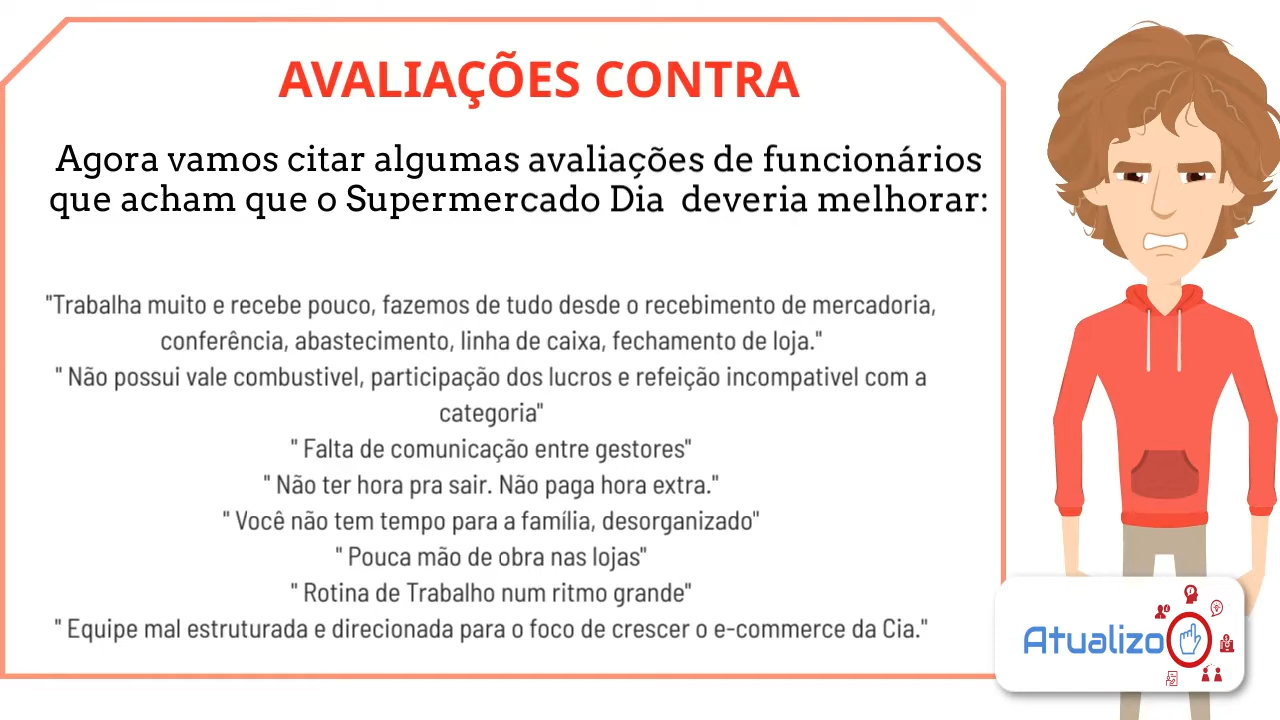 AVALIAÇÕES CONTRA
Agora vamos citar algumas avaliações de funcionários
que acham que o Supermercado Dia deveria melhorar:
"Trabalha muito e recebe pouco, fazemos de tudo desde o recebimento de mercadoria,
conferência, abastecimento, linha de caixa, fechamento de loja."
" Não possui vale combustivel, participação dos lucros e refeição incompativel com a
categoria"
" Falta de comunicação entre gestores"
" Não ter hora pra sair. Não paga hora extra."
" Você não tem tempo para a família, desorganizado"
" Pouca mão de obra nas lojas"
" Rotina de Trabalho num ritmo grande"
" Equipe mal estruturada e direcionada para o foco de crescer o e-commerce da Cia."
Atualizo